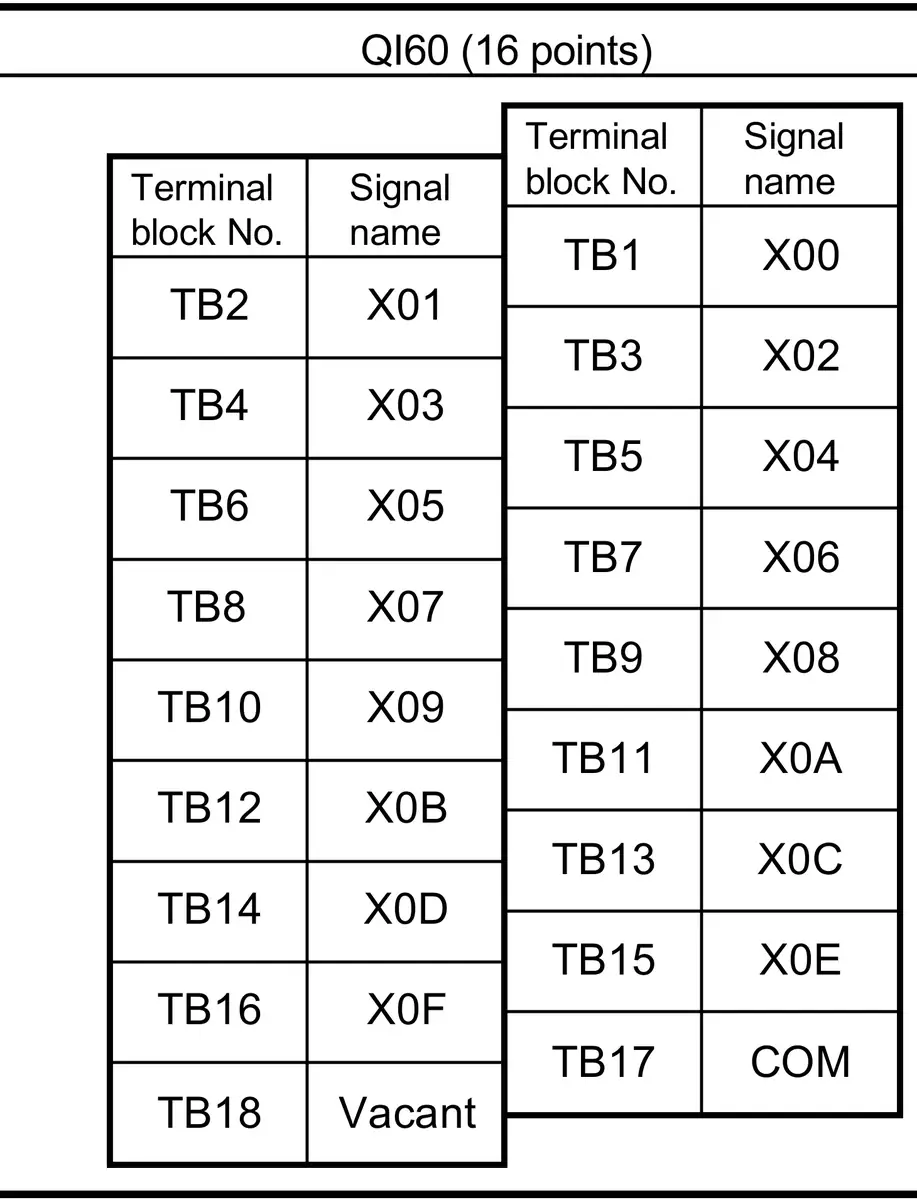 QI60 (16 points)
Terminal block No. Signal name
TB2 X01
TB4 X03
TB6 X05
TB8 X07
TB10 X09
TB12 X0B
TB14 X0D
TB16 X0F
TB18 Vacant
Terminal block No. Signal name
TB1 X00
TB3 X02
TB5 X04
TB7 X06
TB9 X08
TB11 X0A
TB13 X0C
TB15 X0E
TB17 COM